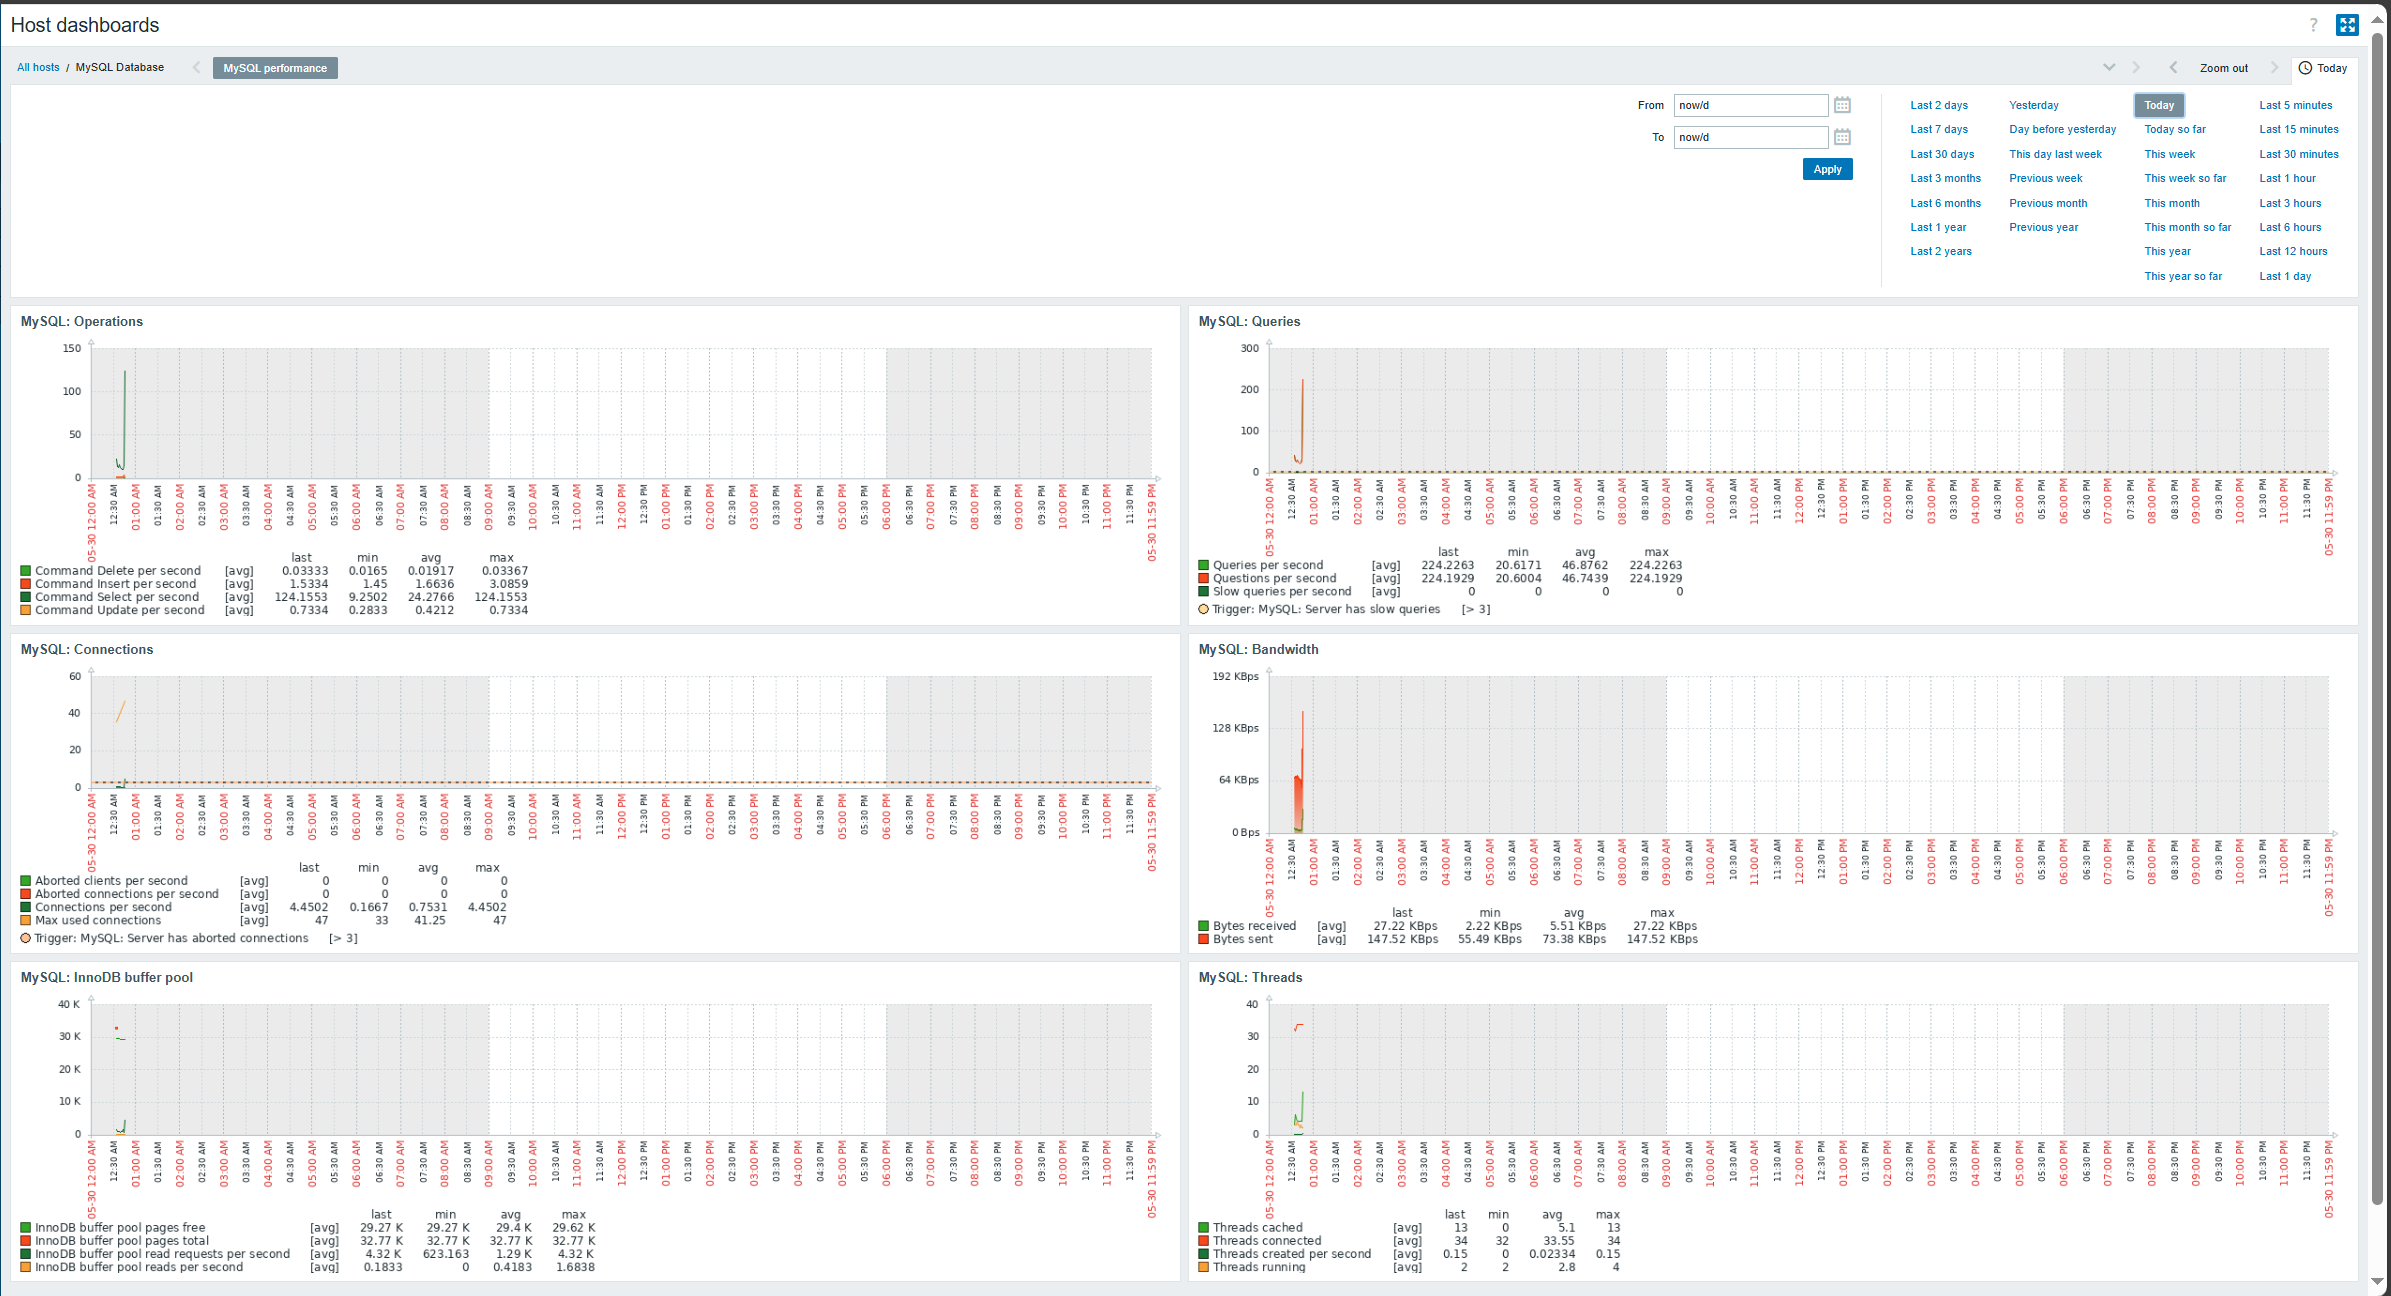 Host dashboards
?
All hosts / MySQL Database
MySQL performance
Zoom out
Today
From now/d
To now/d
Apply
Last 2 days Yesterday Today Last 5 minutes
Last 7 days Day before yesterday Today so far Last 15 minutes
Last 30 days This day last week This week Last 30 minutes
Last 3 months Previous week This week so far Last 1 hour
Last 6 months Previous month This month Last 3 hours
Last 1 year Previous year This month so far Last 6 hours
Last 2 years This year Last 12 hours
This year so far Last 1 day
MySQL: Operations
150
100
50
0
05-30 12:00 AM 12:30 AM 01:00 AM 01:30 AM 02:00 AM 02:30 AM 03:00 AM 03:30 AM 04:00 AM 04:30 AM 05:00 AM 05:30 AM 06:00 AM 06:30 AM 07:00 AM 07:30 AM 08:00 AM 08:30 AM 09:00 AM 09:30 AM 10:00 AM 10:30 AM 11:00 AM 11:30 AM 12:00 PM 12:30 PM 01:00 PM 01:30 PM 02:00 PM 02:30 PM 03:00 PM 03:30 PM 04:00 PM 04:30 PM 05:00 PM 05:30 PM 06:00 PM 06:30 PM 07:00 PM 07:30 PM 08:00 PM 08:30 PM 09:00 PM 09:30 PM 10:00 PM 10:30 PM 11:00 PM 11:30 PM 05-30 11:59 PM
last min avg max
Command Delete per second [avg] 0.03333 0.0165 0.01917 0.03367
Command Insert per second [avg] 1.5334 1.45 1.6636 3.0859
Command Select per second [avg] 124.1553 9.2502 24.2766 124.1553
Command Update per second [avg] 0.7334 0.2833 0.4212 0.7334
MySQL: Queries
300
200
100
0
05-30 12:00 AM 12:30 AM 01:00 AM 01:30 AM 02:00 AM 02:30 AM 03:00 AM 03:30 AM 04:00 AM 04:30 AM 05:00 AM 05:30 AM 06:00 AM 06:30 AM 07:00 AM 07:30 AM 08:00 AM 08:30 AM 09:00 AM 09:30 AM 10:00 AM 10:30 AM 11:00 AM 11:30 AM 12:00 PM 12:30 PM 01:00 PM 01:30 PM 02:00 PM 02:30 PM 03:00 PM 03:30 PM 04:00 PM 04:30 PM 05:00 PM 05:30 PM 06:00 PM 06:30 PM 07:00 PM 07:30 PM 08:00 PM 08:30 PM 09:00 PM 09:30 PM 10:00 PM 10:30 PM 11:00 PM 11:30 PM 05-30 11:59 PM
last min avg max
Queries per second [avg] 224.2263 20.6171 46.8762 224.2263
Questions per second [avg] 224.1929 20.6004 46.7439 224.1929
Slow queries per second [avg] 0 0 0 0
Trigger: MySQL: Server has slow queries [> 3]
MySQL: Connections
60
40
20
0
05-30 12:00 AM 12:30 AM 01:00 AM 01:30 AM 02:00 AM 02:30 AM 03:00 AM 03:30 AM 04:00 AM 04:30 AM 05:00 AM 05:30 AM 06:00 AM 06:30 AM 07:00 AM 07:30 AM 08:00 AM 08:30 AM 09:00 AM 09:30 AM 10:00 AM 10:30 AM 11:00 AM 11:30 AM 12:00 PM 12:30 PM 01:00 PM 01:30 PM 02:00 PM 02:30 PM 03:00 PM 03:30 PM 04:00 PM 04:30 PM 05:00 PM 05:30 PM 06:00 PM 06:30 PM 07:00 PM 07:30 PM 08:00 PM 08:30 PM 09:00 PM 09:30 PM 10:00 PM 10:30 PM 11:00 PM 11:30 PM 05-30 11:59 PM
last min avg max
Aborted clients per second [avg] 0 0 0 0
Aborted connections per second [avg] 0 0 0 0
Connections per second [avg] 4.4502 0.1667 0.7531 4.4502
Max used connections [avg] 47 33 41.25 47
Trigger: MySQL: Server has aborted connections [> 3]
MySQL: Bandwidth
192 KBps
128 KBps
64 KBps
0 Bps
05-30 12:00 AM 12:30 AM 01:00 AM 01:30 AM 02:00 AM 02:30 AM 03:00 AM 03:30 AM 04:00 AM 04:30 AM 05:00 AM 05:30 AM 06:00 AM 06:30 AM 07:00 AM 07:30 AM 08:00 AM 08:30 AM 09:00 AM 09:30 AM 10:00 AM 10:30 AM 11:00 AM 11:30 AM 12:00 PM 12:30 PM 01:00 PM 01:30 PM 02:00 PM 02:30 PM 03:00 PM 03:30 PM 04:00 PM 04:30 PM 05:00 PM 05:30 PM 06:00 PM 06:30 PM 07:00 PM 07:30 PM 08:00 PM 08:30 PM 09:00 PM 09:30 PM 10:00 PM 10:30 PM 11:00 PM 11:30 PM 05-30 11:59 PM
last min avg max
Bytes received [avg] 27.22 KBps 2.22 KBps 5.51 KBps 27.22 KBps
Bytes sent [avg] 147.52 KBps 55.49 KBps 73.38 KBps 147.52 KBps
MySQL: InnoDB buffer pool
40 K
30 K
20 K
10 K
0
05-30 12:00 AM 12:30 AM 01:00 AM 01:30 AM 02:00 AM 02:30 AM 03:00 AM 03:30 AM 04:00 AM 04:30 AM 05:00 AM 05:30 AM 06:00 AM 06:30 AM 07:00 AM 07:30 AM 08:00 AM 08:30 AM 09:00 AM 09:30 AM 10:00 AM 10:30 AM 11:00 AM 11:30 AM 12:00 PM 12:30 PM 01:00 PM 01:30 PM 02:00 PM 02:30 PM 03:00 PM 03:30 PM 04:00 PM 04:30 PM 05:00 PM 05:30 PM 06:00 PM 06:30 PM 07:00 PM 07:30 PM 08:00 PM 08:30 PM 09:00 PM 09:30 PM 10:00 PM 10:30 PM 11:00 PM 11:30 PM 05-30 11:59 PM
last min avg max
InnoDB buffer pool pages free [avg] 29.27 K 29.27 K 29.4 K 29.62 K
InnoDB buffer pool pages total [avg] 32.77 K 32.77 K 32.77 K 32.77 K
InnoDB buffer pool read requests per second [avg] 4.32 K 623.163 1.29 K 4.32 K
InnoDB buffer pool reads per second [avg] 0.1833 0 0.4183 1.6838
MySQL: Threads
40
30
20
10
0
05-30 12:00 AM 12:30 AM 01:00 AM 01:30 AM 02:00 AM 02:30 AM 03:00 AM 03:30 AM 04:00 AM 04:30 AM 05:00 AM 05:30 AM 06:00 AM 06:30 AM 07:00 AM 07:30 AM 08:00 AM 08:30 AM 09:00 AM 09:30 AM 10:00 AM 10:30 AM 11:00 AM 11:30 AM 12:00 PM 12:30 PM 01:00 PM 01:30 PM 02:00 PM 02:30 PM 03:00 PM 03:30 PM 04:00 PM 04:30 PM 05:00 PM 05:30 PM 06:00 PM 06:30 PM 07:00 PM 07:30 PM 08:00 PM 08:30 PM 09:00 PM 09:30 PM 10:00 PM 10:30 PM 11:00 PM 11:30 PM 05-30 11:59 PM
last min avg max
Threads cached [avg] 13 0 5.1 13
Threads connected [avg] 34 32 33.55 34
Threads created per second [avg] 0.15 0 0.02334 0.15
Threads running [avg] 2 2 2.8 4